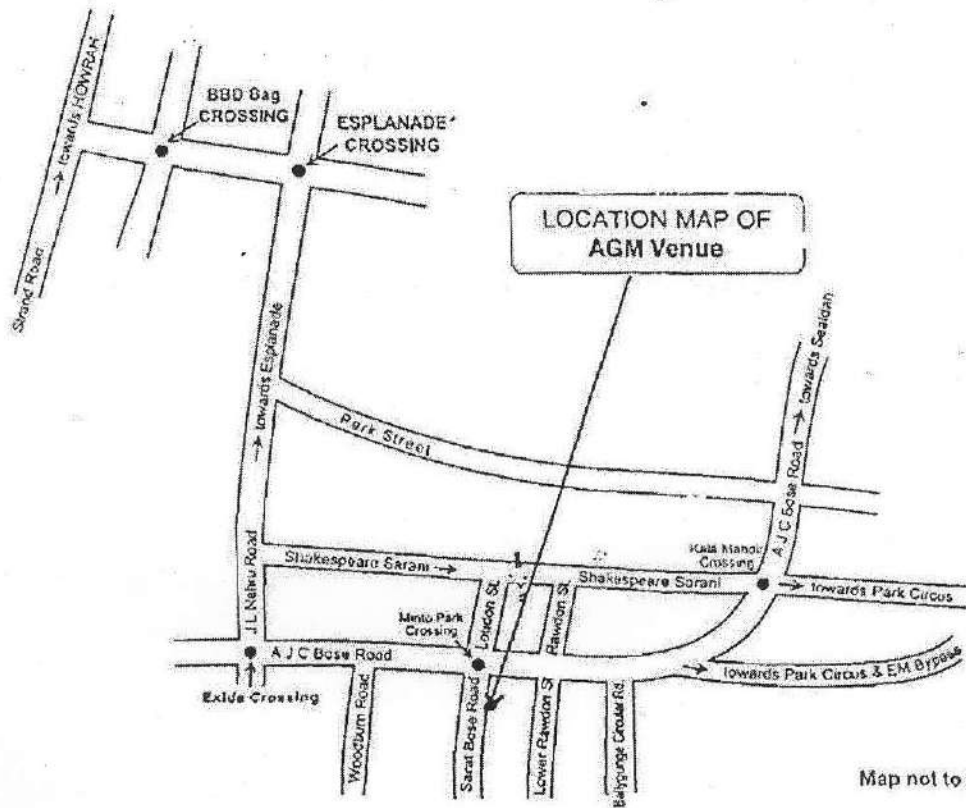 BBD Bag
CROSSING
ESPLANADE
CROSSING
towards HOWRAH
Strand Road
LOCATION MAP OF
AGM Venue
towards Esplanade
Park Street
towards Sealdah
A J C Bose Road
J L Nehru Road
Shakespeare Sarani
Shakespeare Sarani
Kala Mandir
Crossing
towards Park Circus
Minto Park
Crossing
Loudon St.
Rawdon St.
A J C Bose Road
towards Park Circus & EM Bypass
Exide Crossing
Woodburn Road
Sarat Bose Road
Lower Rawdon St.
Ballygunge Circular Rd.
Map not to